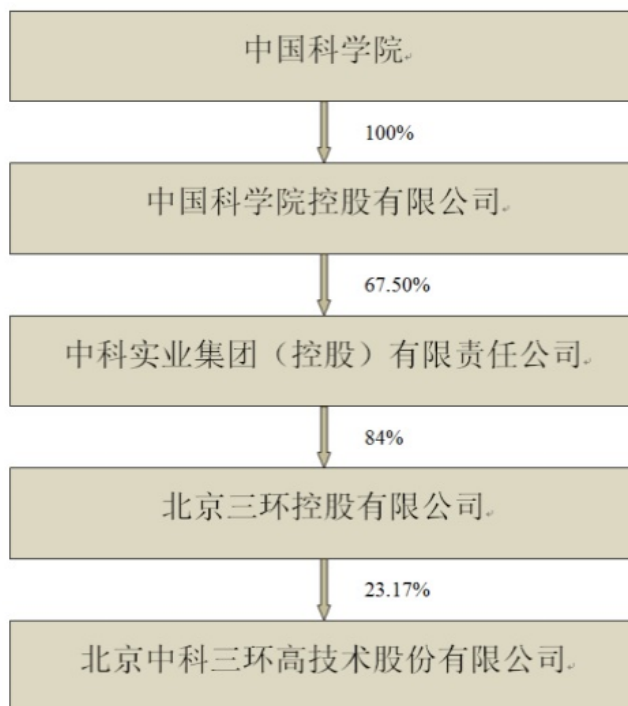 中国科学院
100%
中国科学院控股有限公司
67.50%
中科实业集团（控股）有限责任公司
84%
北京三环控股有限公司
23.17%
北京中科三环高技术股份有限公司